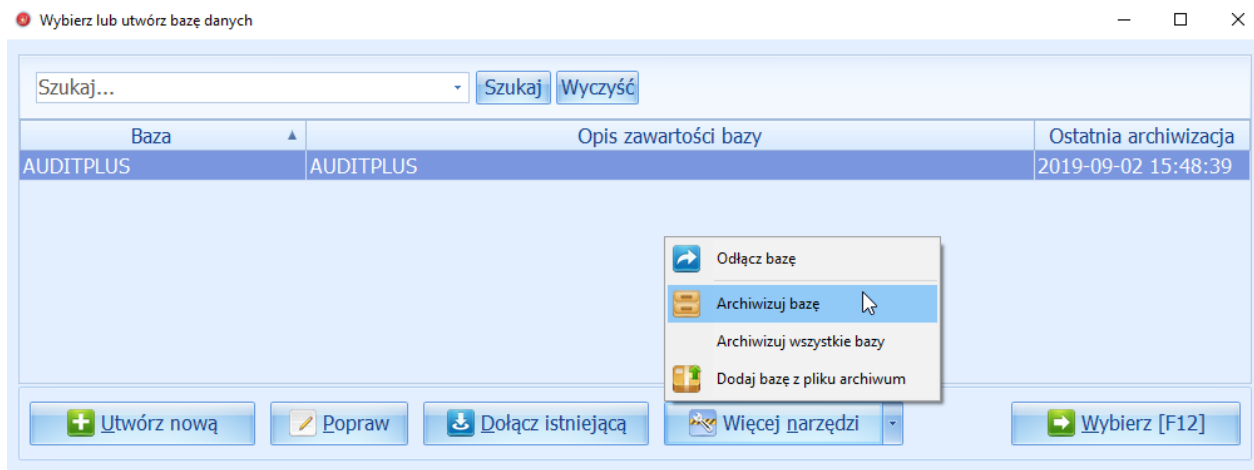 Wybierz lub utwórz bazę danych
Szukaj... Szukaj Wyczyść
Baza Opis zawartości bazy Ostatnia archiwizacja
AUDITPLUS AUDITPLUS 2019-09-02 15:48:39
Odłącz bazę
Archiwizuj bazę
Archiwizuj wszystkie bazy
Dodaj bazę z pliku archiwum
Utwórz nową Popraw Dołącz istniejącą Więcej narzędzi Wybierz [F12]